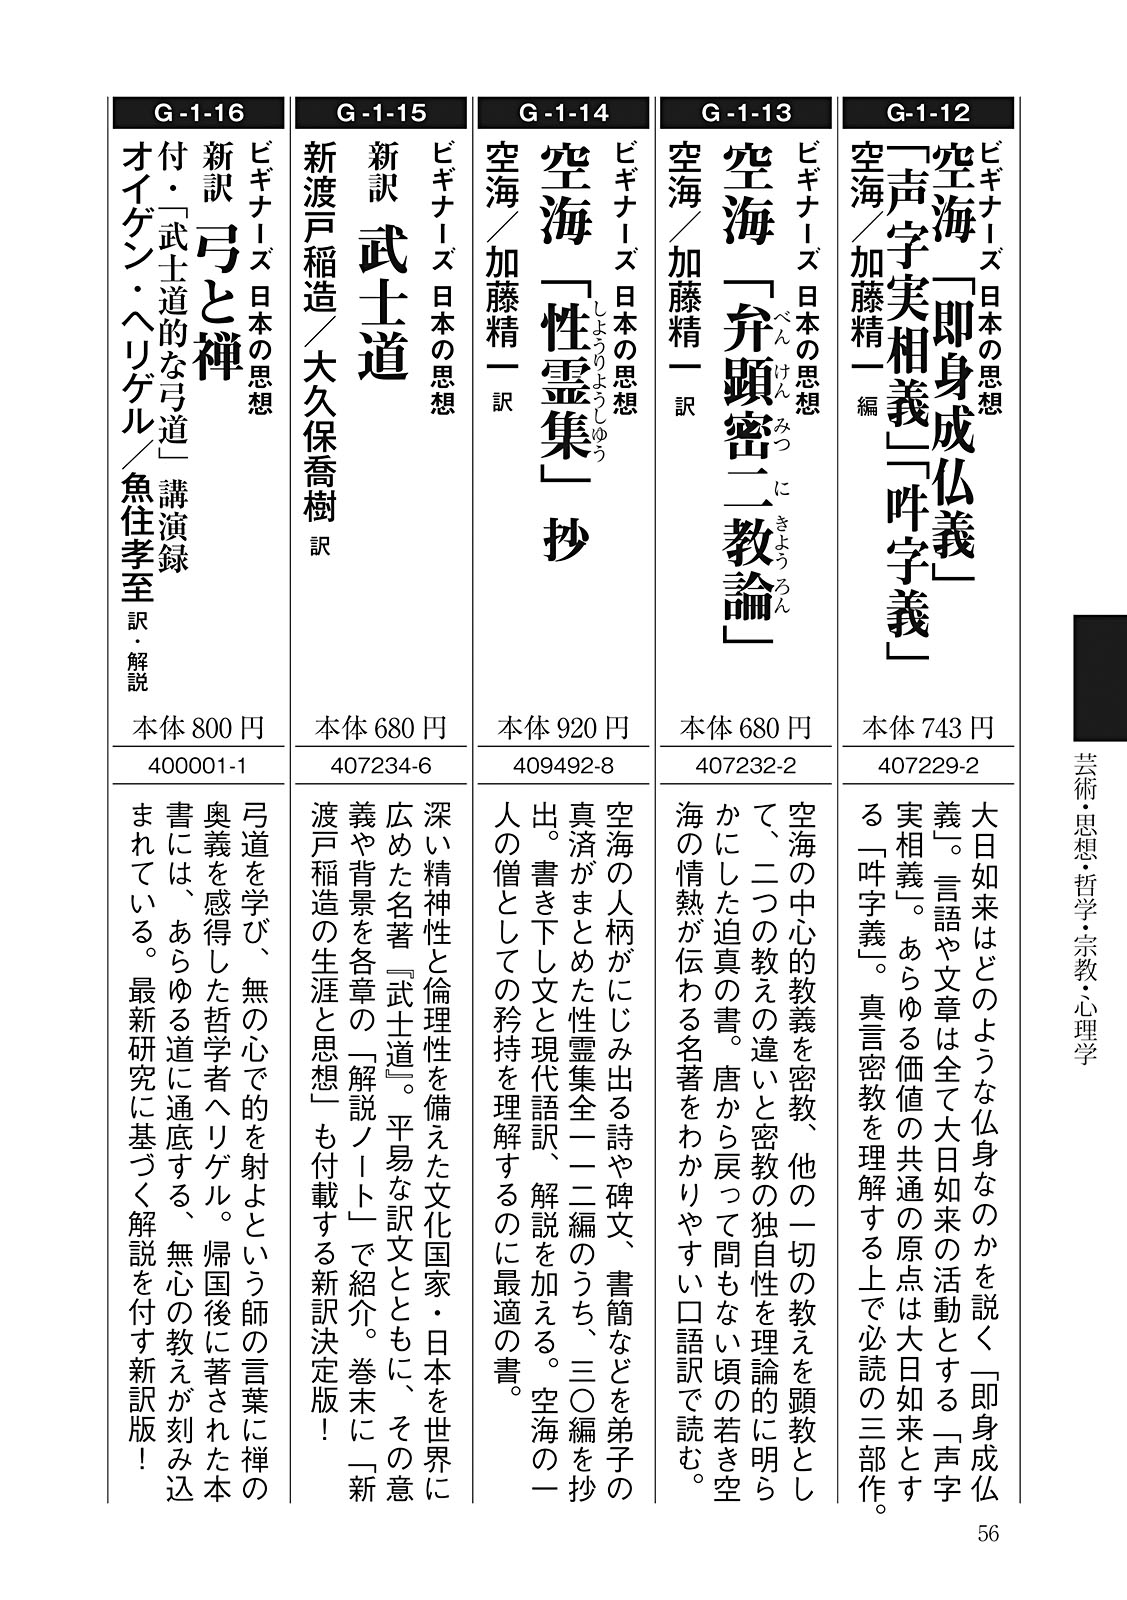 G-1-12
ビギナーズ 日本の思想
空海「即身成仏義」
「声字実相義」「吽字義」
空海／加藤精一 編
本体 743 円
407229-2
大日如来はどのような仏身なのかを説く「即身成仏
義」。言語や文章は全て大日如来の活動とする「声字
実相義」。あらゆる価値の共通の原点は大日如来とす
る「吽字義」。真言密教を理解する上で必読の三部作。
G-1-13
ビギナーズ 日本の思想
空海「弁顕密二教論」
べん けん みつ に きよう ろん
空海／加藤精一 訳
本体 680 円
407232-2
空海の中心的教義を密教、他の一切の教えを顕教とし
て、二つの教えの違いと密教の独自性を理論的に明ら
かにした迫真の書。唐から戻って間もない頃の若き空
海の情熱が伝わる名著をわかりやすい口語訳で読む。
G-1-14
ビギナーズ 日本の思想
空海「性霊集」抄
しようりようしゆう
空海／加藤精一 訳
本体 920 円
409492-8
空海の人柄がにじみ出る詩や碑文、書簡などを弟子の
真済がまとめた性霊集全一一二編のうち、三〇編を抄
出。書き下し文と現代語訳、解説を加える。空海の一
人の僧としての矜持を理解するのに最適の書。
G-1-15
ビギナーズ 日本の思想
新訳 武士道
新渡戸稲造／大久保喬樹 訳
本体 680 円
407234-6
深い精神性と倫理性を備えた文化国家・日本を世界に
広めた名著『武士道』。平易な訳文とともに、その意
義や背景を各章の「解説ノート」で紹介。巻末に「新
渡戸稲造の生涯と思想」も付載する新訳決定版！
G-1-16
ビギナーズ 日本の思想
新訳 弓と禅
付・「武士道的な弓道」講演録
オイゲン・ヘリゲル／魚住孝至 訳・解説
本体 800 円
400001-1
弓道を学び、無の心で的を射よという師の言葉に禅の
奥義を感得した哲学者ヘリゲル。帰国後に著された本
書には、あらゆる道に通底する、無心の教えが刻み込
まれている。最新研究に基づく解説を付す新訳版！
芸術・思想・哲学・宗教・心理学
56